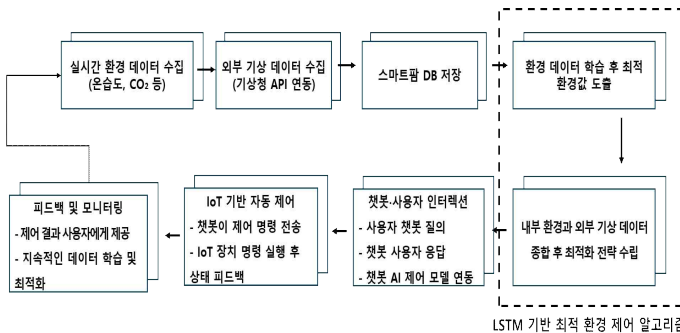 실시간 환경 데이터 수집
(온습도, CO₂ 등)
외부 기상 데이터 수집
(기상청 API 연동)
스마트팜 DB 저장
환경 데이터 학습 후 최적
환경값 도출
내부 환경과 외부 기상 데이터
종합 후 최적화 전략 수립
챗봇·사용자 인터렉션
- 사용자 챗봇 질의
- 챗봇 사용자 응답
- 챗봇 AI 제어 모델 연동
IoT 기반 자동 제어
- 챗봇이 제어 명령 전송
- IoT 장치 명령 실행 후
상태 피드백
피드백 및 모니터링
- 제어 결과 사용자에게 제공
- 지속적인 데이터 학습 및
최적화
LSTM 기반 최적 환경 제어 알고리즘